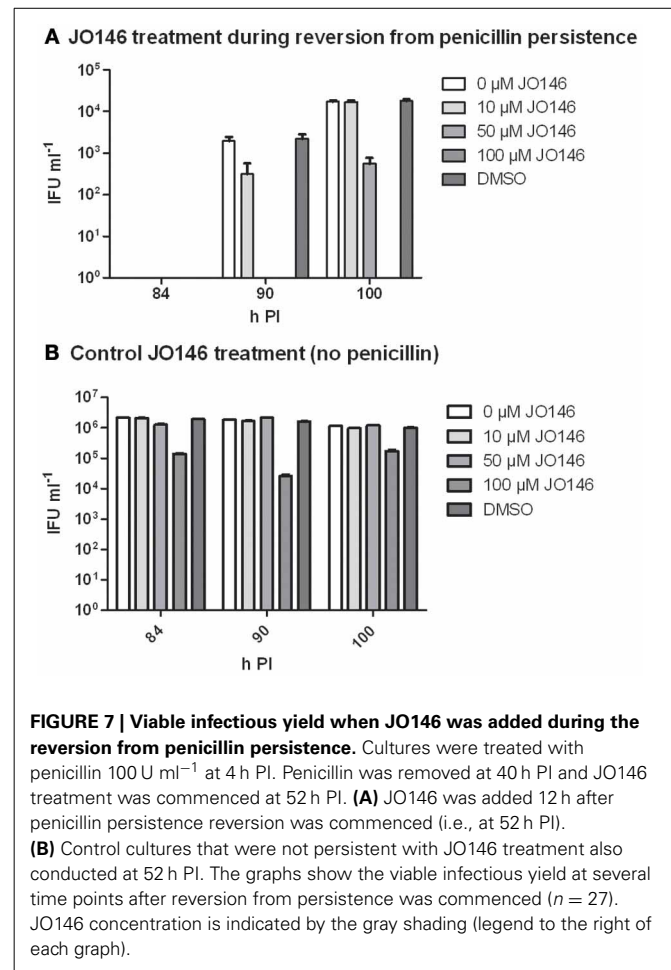 A JO146 treatment during reversion from penicillin persistence
10⁵
10⁴
10³
10²
10¹
10⁰
IFU ml⁻¹
84
90
100
h PI
0 µM JO146
10 µM JO146
50 µM JO146
100 µM JO146
DMSO
B Control JO146 treatment (no penicillin)
10⁷
10⁶
10⁵
10⁴
10³
10²
10¹
10⁰
IFU ml⁻¹
84
90
100
h PI
0 µM JO146
10 µM JO146
50 µM JO146
100 µM JO146
DMSO
FIGURE 7 | Viable infectious yield when JO146 was added during the
reversion from penicillin persistence. Cultures were treated with
penicillin 100 U ml⁻¹ at 4 h PI. Penicillin was removed at 40 h PI and JO146
treatment was commenced at 52 h PI. (A) JO146 was added 12 h after
penicillin persistence reversion was commenced (i.e., at 52 h PI).
(B) Control cultures that were not persistent with JO146 treatment also
conducted at 52 h PI. The graphs show the viable infectious yield at several
time points after reversion from persistence was commenced (n = 27).
JO146 concentration is indicated by the gray shading (legend to the right of
each graph).